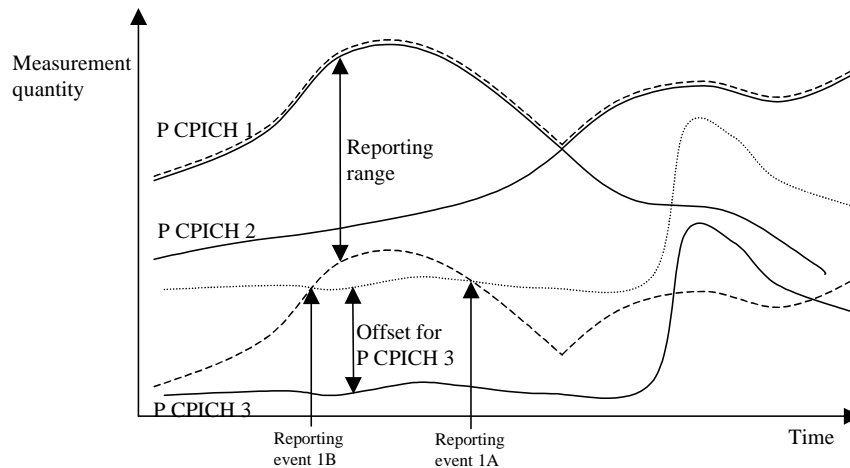 Measurement
quantity
P CPICH 1
Reporting
range
P CPICH 2
Offset for
P CPICH 3
P CPICH 3
Time
Reporting
event 1B
Reporting
event 1A